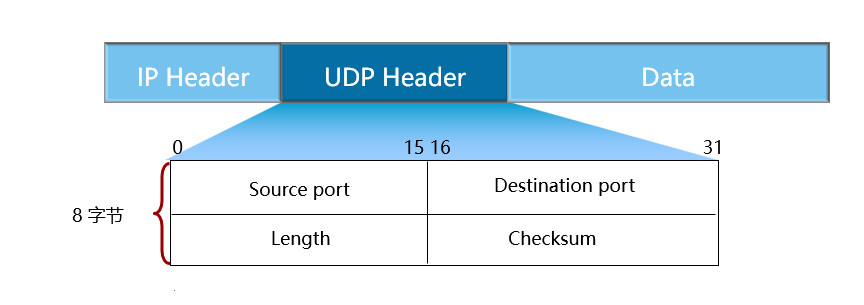 IP Header UDP Header Data
0 15 16 31
Source port Destination port
8 字节
Length Checksum